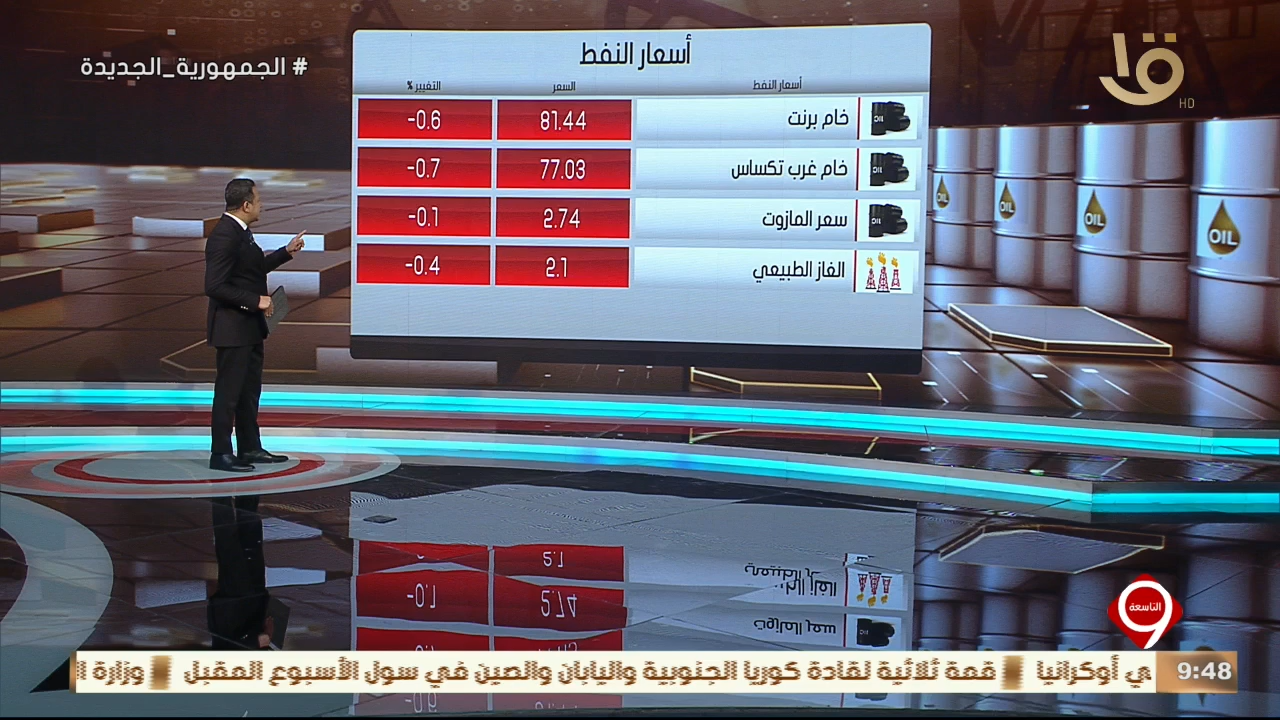 أسعار النفط
# الجمهورية_الجديدة
HD
أسعار النفط السعر التغيير %
خام برنت 81.44 -0.6
خام غرب تكساس 77.03 -0.7
سعر المازوت 2.74 -0.1
الغاز الطبيعي 2.1 -0.4
OIL
OIL
OIL
OIL
التاسعة
9
9:48 أوكرانيا قمة ثلاثية لقادة كوريا الجنوبية واليابان والصين في سول الأسبوع المقبل وزارة